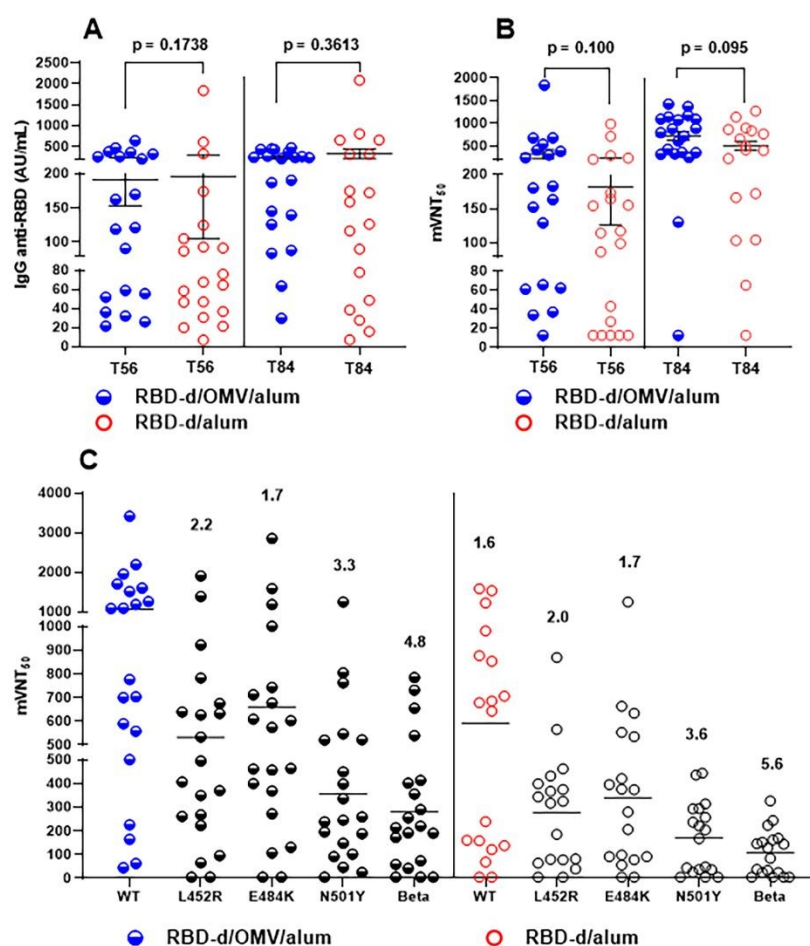 A
p = 0.1738
p = 0.3613
IgG anti-RBD (AU/mL)
2500
2000
1500
1000
500
200
100
80
60
40
20
0
T56
T56
T84
T84
RBD-d/OMV/alum
RBD-d/alum
B
p = 0.100
p = 0.095
mVNT50
2000
1500
1000
500
200
100
80
60
40
20
0
T56
T56
T84
T84
RBD-d/OMV/alum
RBD-d/alum
C
mVNT50
4000
3000
2000
1000
1000
900
800
700
600
500
500
400
300
200
100
0
2.2
1.7
3.3
4.8
1.6
2.0
1.7
3.6
5.6
WT
L452R
E484K
N501Y
Beta
WT
L452R
E484K
N501Y
Beta
RBD-d/OMV/alum
RBD-d/alum